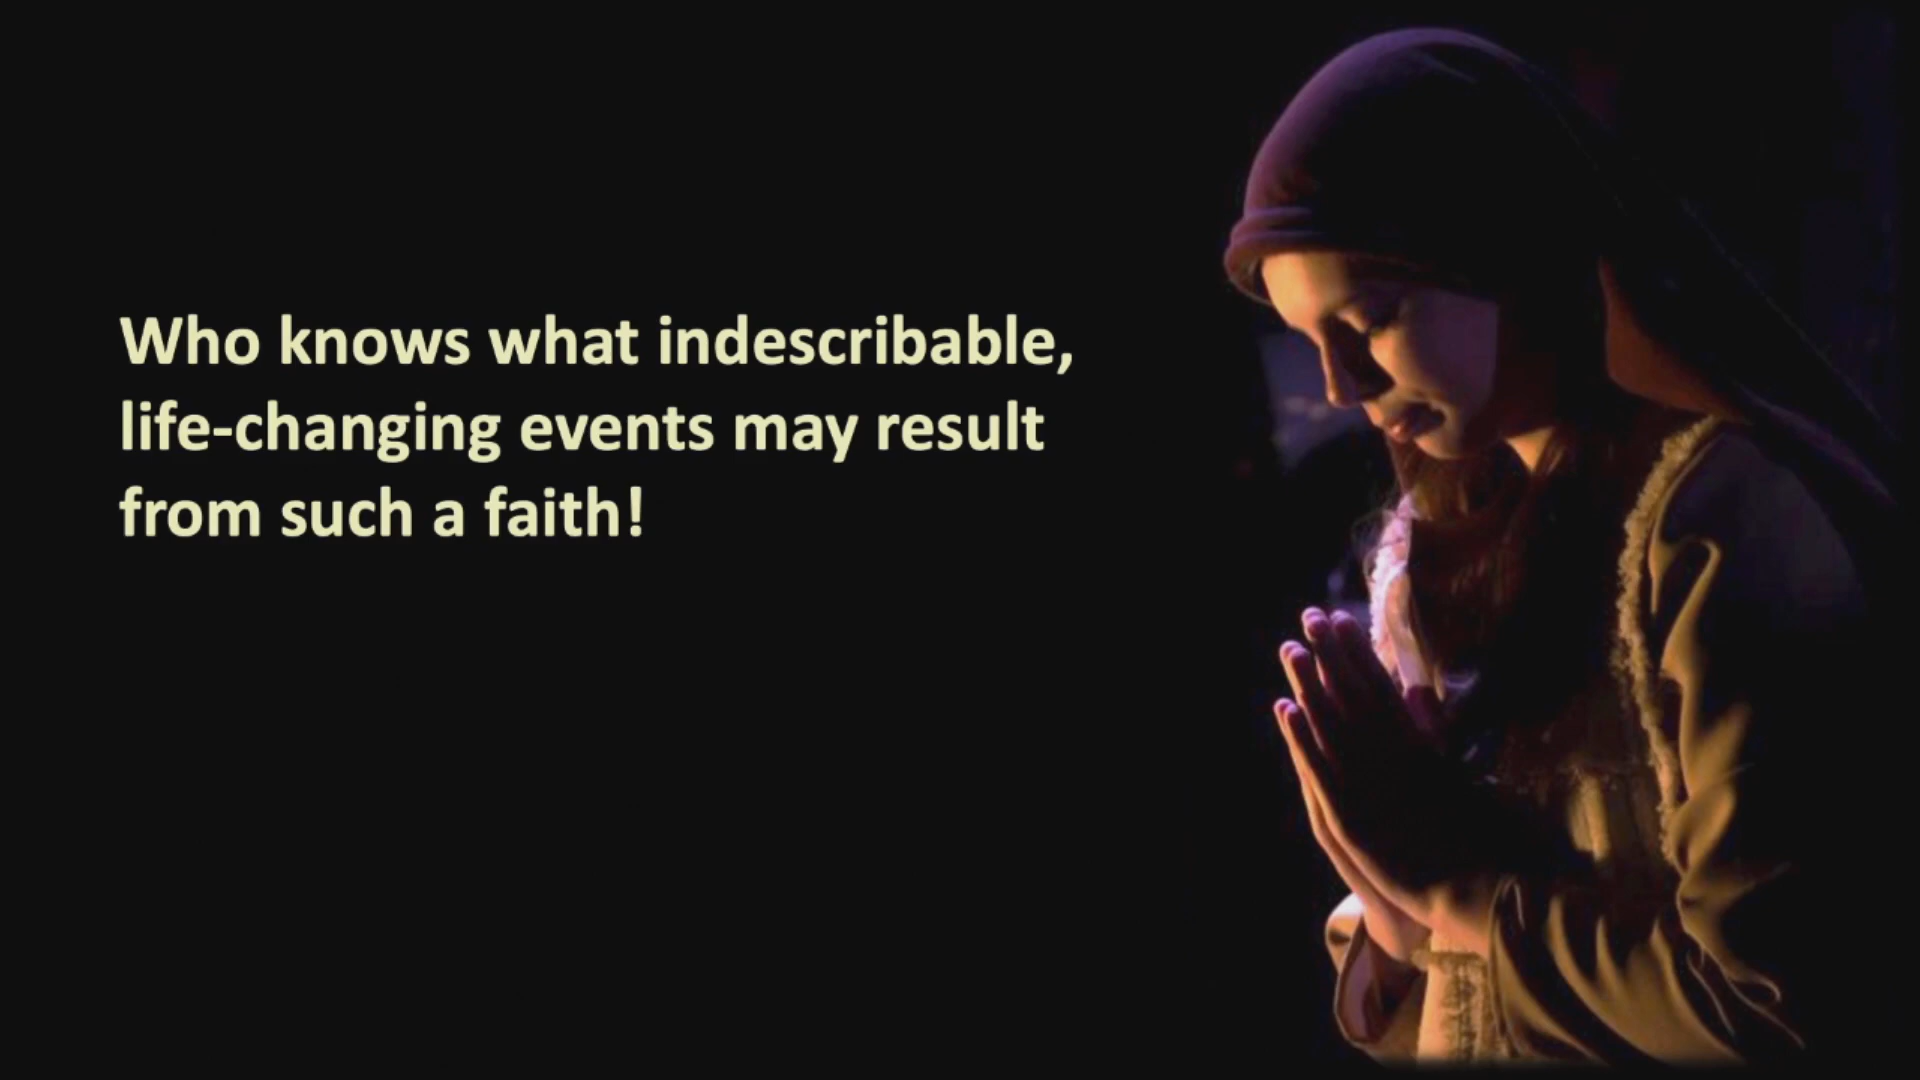 Who knows what indescribable,
life-changing events may result
from such a faith!